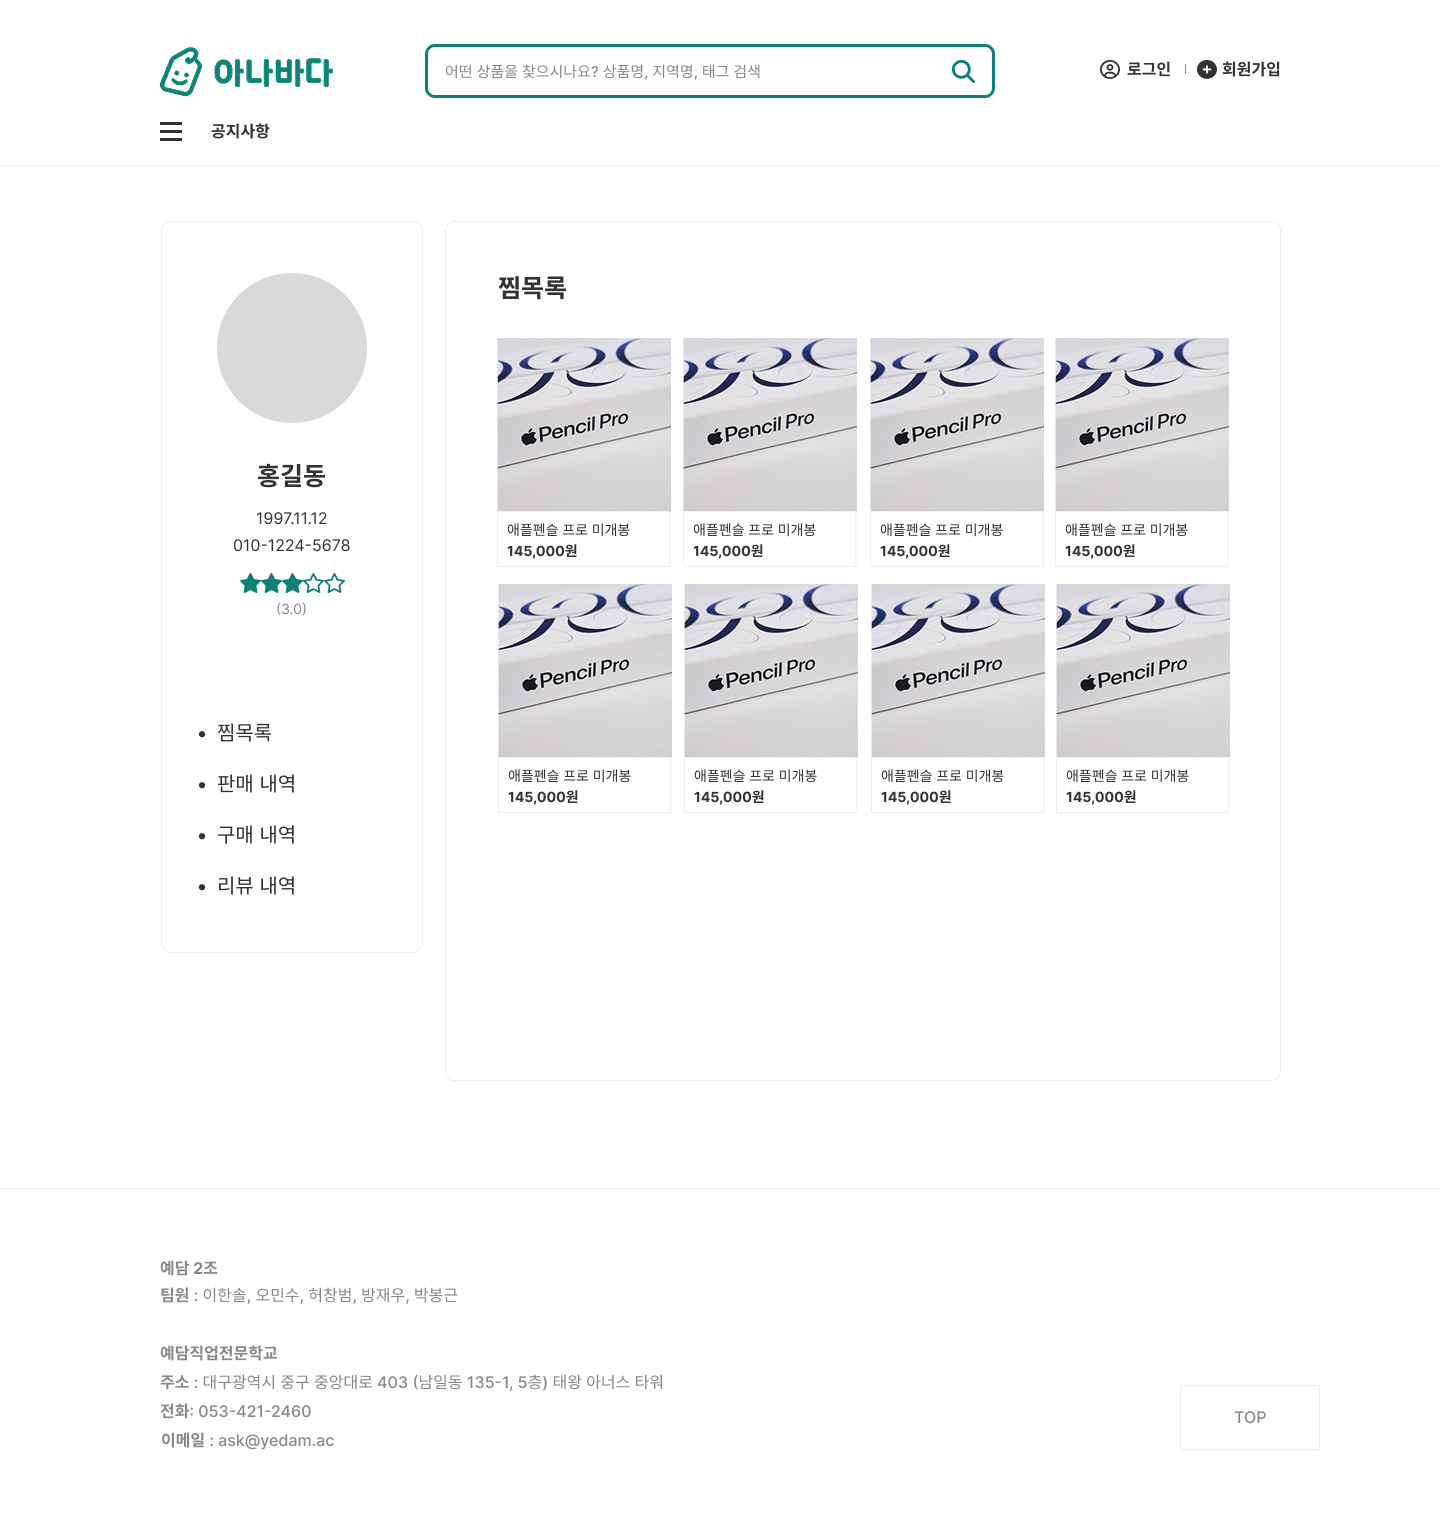 아나바다
어떤 상품을 찾으시나요? 상품명, 지역명, 태그 검색
로그인
회원가입
공지사항
홍길동
1997.11.12
010-1224-5678
(3.0)
• 찜목록
• 판매 내역
• 구매 내역
• 리뷰 내역
찜목록
Pencil Pro
Pencil Pro
Pencil Pro
Pencil Pro
애플펜슬 프로 미개봉
145,000원
애플펜슬 프로 미개봉
145,000원
애플펜슬 프로 미개봉
145,000원
애플펜슬 프로 미개봉
145,000원
Pencil Pro
Pencil Pro
Pencil Pro
Pencil Pro
애플펜슬 프로 미개봉
145,000원
애플펜슬 프로 미개봉
145,000원
애플펜슬 프로 미개봉
145,000원
애플펜슬 프로 미개봉
145,000원
예담 2조
팀원 : 이한솔, 오민수, 허창범, 방재우, 박봉근
예담직업전문학교
주소 : 대구광역시 중구 중앙대로 403 (남일동 135-1, 5층) 태왕 아너스 타워
전화: 053-421-2460
이메일 : ask@yedam.ac
TOP